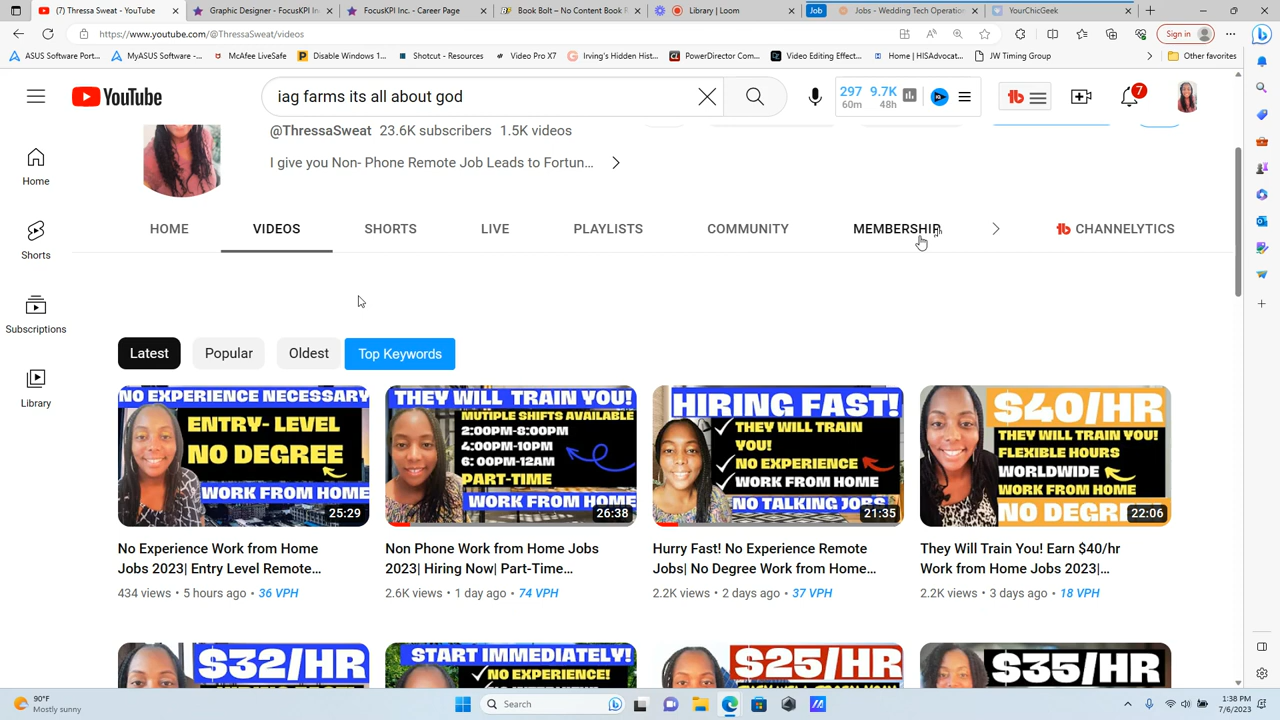 (7) Thressa Sweat - YouTube
Graphic Designer - FocusKPI Inc
FocusKPI Inc. - Career Page
Book Bolt – No Content Book R
Library | Loom
Job
Jobs - Wedding Tech Operation
YourChicGeek
https://www.youtube.com/@ThressaSweat/videos
Sign in
ASUS Software Port...
MyASUS Software -...
McAfee LiveSafe
Disable Windows 1...
Shotcut - Resources
Video Pro X7
Irving's Hidden Hist...
PowerDirector Com...
Video Editing Effect...
Home | HISAdvocat...
JW Timing Group
Other favorites
YouTube
iag farms its all about god
297 9.7K
60m 48h
7
@ThressaSweat 23.6K subscribers 1.5K videos
I give you Non- Phone Remote Job Leads to Fortun...
Home
Shorts
Subscriptions
Library
HOME VIDEOS SHORTS LIVE PLAYLISTS COMMUNITY MEMBERSHIP CHANNELYTICS
Latest Popular Oldest Top Keywords
NO EXPERIENCE NECESSARY
ENTRY- LEVEL
NO DEGREE
WORK FROM HOME
25:29
THEY WILL TRAIN YOU!
MUTIPLE SHIFTS AVAILABLE
2:00PM-8:00PM
4:00PM-10PM
6: 00PM-12AM
PART-TIME
WORK FROM HOME
26:38
HIRING FAST!
THEY WILL TRAIN
YOU!
NO EXPERIENCE
WORK FROM HOME
NO TALKING JOBS
21:35
$40/HR
THEY WILL TRAIN YOU!
FLEXIBLE HOURS
WORLDWIDE
WORK FROM HOME
NO DEGR
22:06
No Experience Work from Home
Jobs 2023| Entry Level Remote...
434 views • 5 hours ago • 36 VPH
Non Phone Work from Home Jobs
2023| Hiring Now| Part-Time...
2.6K views • 1 day ago • 74 VPH
Hurry Fast! No Experience Remote
Jobs| No Degree Work from Home...
2.2K views • 2 days ago • 37 VPH
They Will Train You! Earn $40/hr
Work from Home Jobs 2023|...
2.2K views • 3 days ago • 18 VPH
$32/HR
START IMMEDIATELY!
NO EXPERIENCE!
$25/HR
$35/HR
90°F
Mostly sunny
Search
1:38 PM
7/6/2023